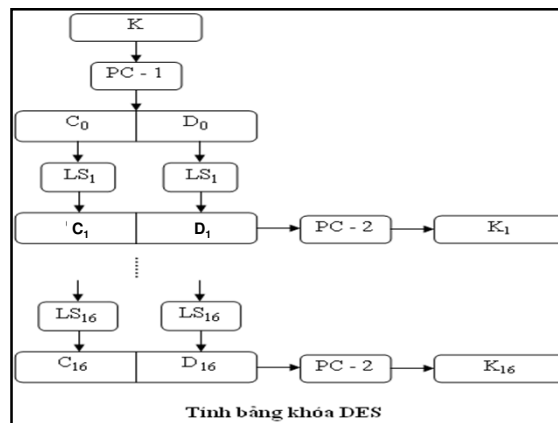 K
PC - 1
C₀ D₀
LS₁ LS₁
C₁ D₁ PC - 2 K₁
LS₁₆ LS₁₆
C₁₆ D₁₆ PC - 2 K₁₆
Tính bảng khóa DES